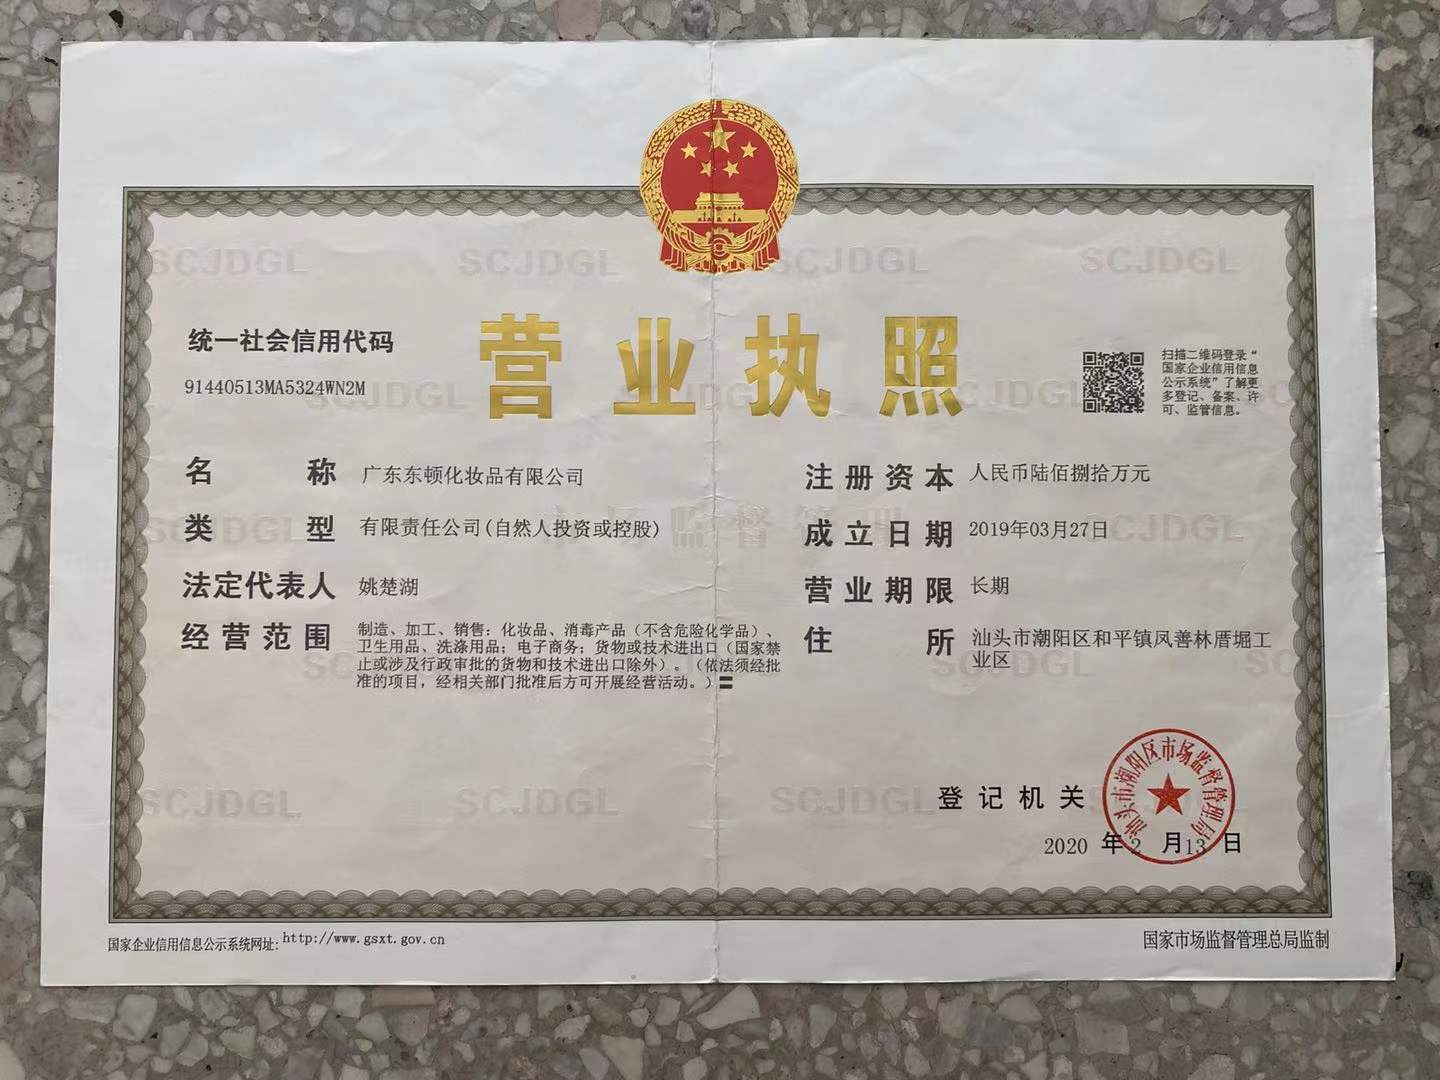 统一社会信用代码
91440513MA5324WN2M
营业执照
扫描二维码登录“
国家企业信用信息
公示系统”了解更
多登记、备案、许
可、监管信息。
名称 广东东顿化妆品有限公司
类型 有限责任公司(自然人投资或控股)
法定代表人 姚楚湖
经营范围 制造、加工、销售：化妆品、消毒产品（不含危险化学品）、
卫生用品、洗涤用品；电子商务；货物或技术进出口（国家禁
止或涉及行政审批的货物和技术进出口除外）。（依法须经批
准的项目，经相关部门批准后方可开展经营活动。）
注册资本 人民币陆佰捌拾万元
成立日期 2019年03月27日
营业期限 长期
住所 汕头市潮阳区和平镇凤善林厝堀工
业区
登记机关
汕头市潮阳区市场监督管理局
2020 年 2 月 13 日
国家企业信用信息公示系统网址: http://www.gsxt.gov.cn
国家市场监督管理总局监制
SCJDGL
市场监督管理